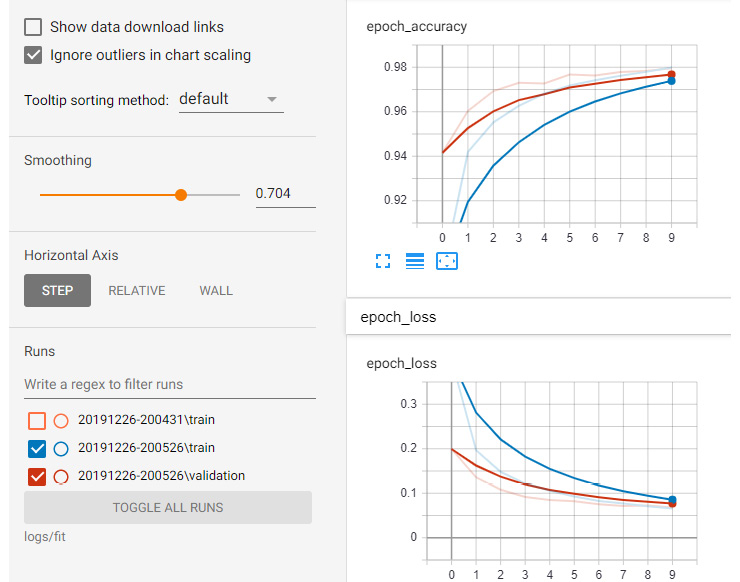 Show data download links
Ignore outliers in chart scaling
Tooltip sorting method: default
Smoothing
0.704
Horizontal Axis
STEP RELATIVE WALL
Runs
Write a regex to filter runs
20191226-200431\train
20191226-200526\train
20191226-200526\validation
TOGGLE ALL RUNS
logs/fit
epoch_accuracy
0.98
0.96
0.94
0.92
0 1 2 3 4 5 6 7 8 9
epoch_loss
epoch_loss
0.3
0.2
0.1
0
0 1 2 3 4 5 6 7 8 9